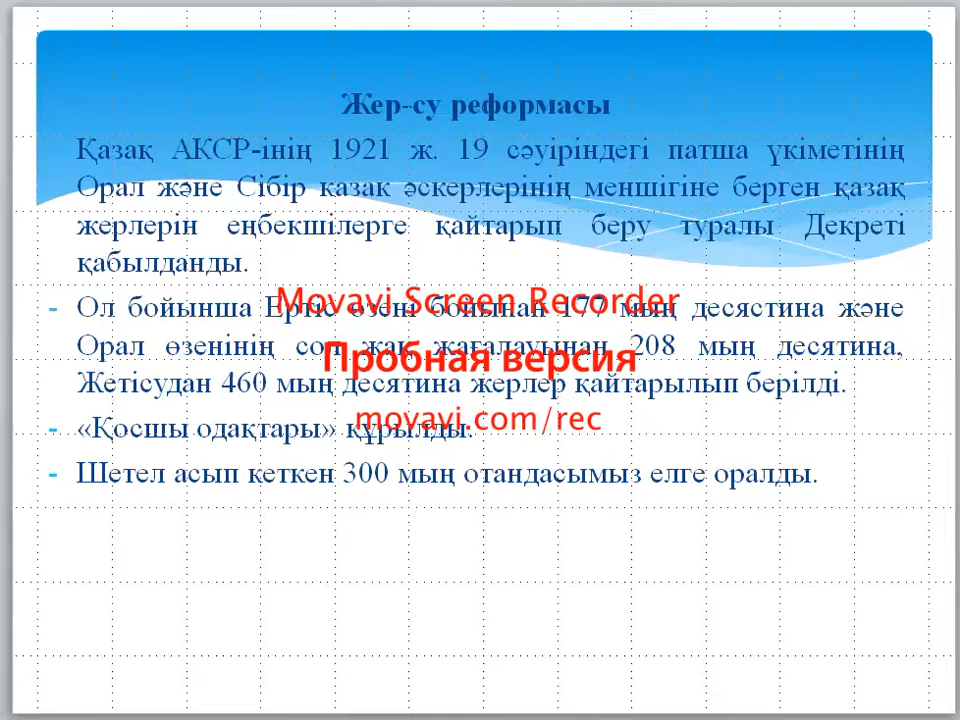 Жер-су реформасы
Қазақ АКСР-інің 1921 ж. 19 сәуіріндегі патша үкіметінің
Орал және Сібір казак әскерлерінің меншігіне берген қазақ
жерлерін еңбекшілерге қайтарып беру туралы Декреті
қабылданды.
- Ол бойынша Ертіс өзені бойынан 177 мың десястина және
Movavi Screen Recorder
Орал өзенінің сол жақ жағалауынан 208 мың десятина,
Пробная версия
Жетісудан 460 мың десятина жерлер қайтарылып берілді.
- «Қосшы одақтары» құрылды.
movavi.com/rec
- Шетел асып кеткен 300 мың отандасымыз елге оралды.